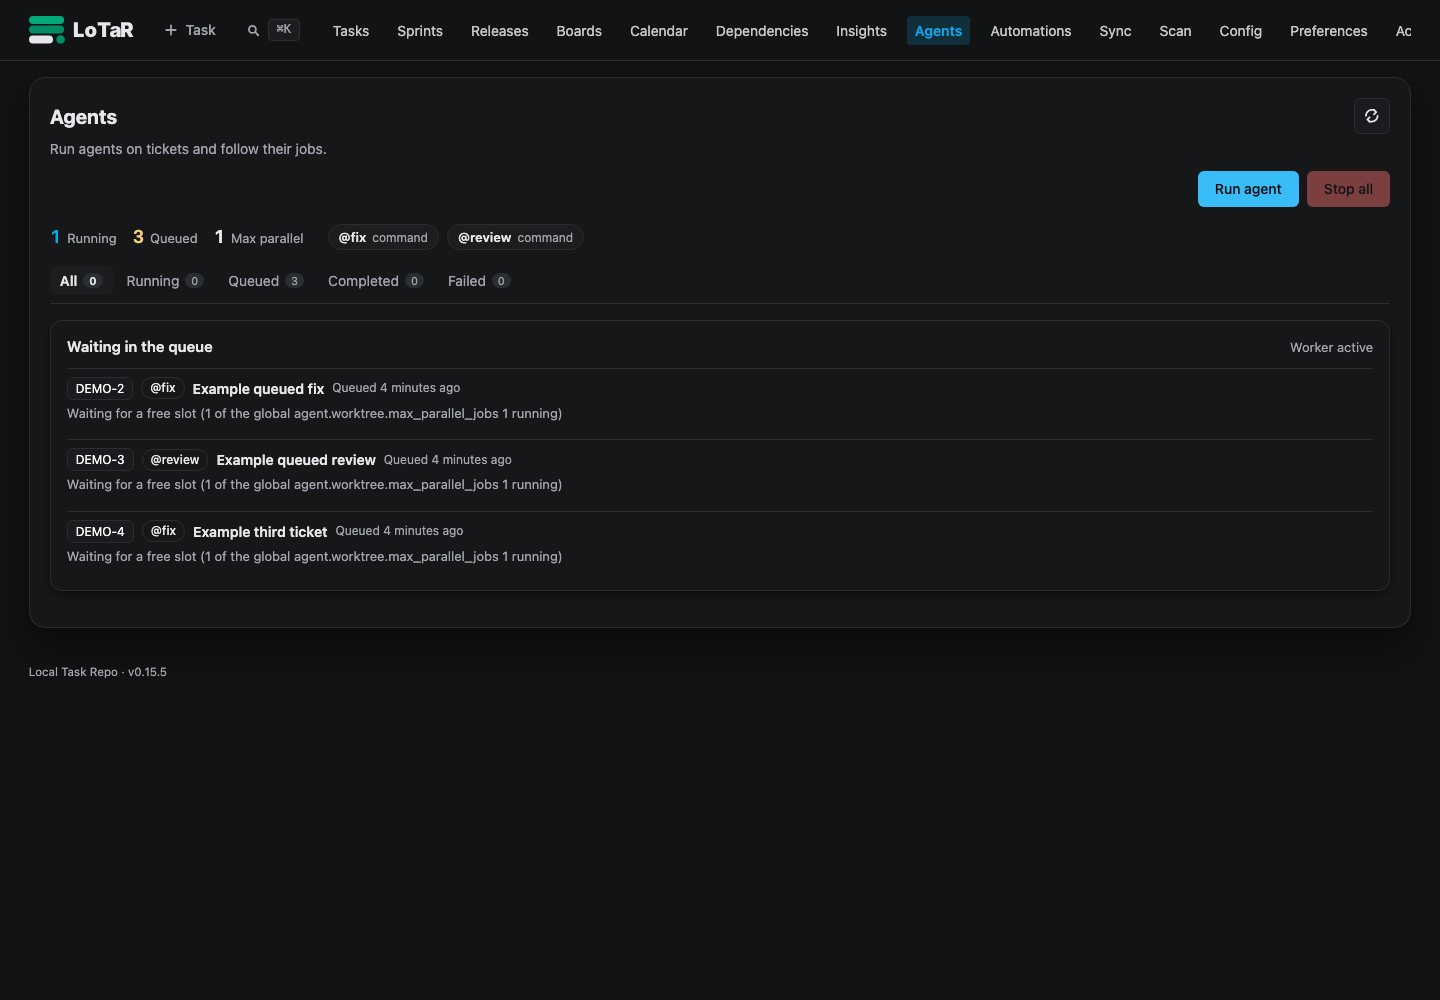 LoTaR + Task ⌘K Tasks Sprints Releases Boards Calendar Dependencies Insights Agents Automations Sync Scan Config Preferences Ac
Agents
Run agents on tickets and follow their jobs.
Run agent Stop all
1 Running 3 Queued 1 Max parallel @fix command @review command
All 0 Running 0 Queued 3 Completed 0 Failed 0
Waiting in the queue Worker active
DEMO-2 @fix Example queued fix Queued 4 minutes ago
Waiting for a free slot (1 of the global agent.worktree.max_parallel_jobs 1 running)
DEMO-3 @review Example queued review Queued 4 minutes ago
Waiting for a free slot (1 of the global agent.worktree.max_parallel_jobs 1 running)
DEMO-4 @fix Example third ticket Queued 4 minutes ago
Waiting for a free slot (1 of the global agent.worktree.max_parallel_jobs 1 running)
Local Task Repo · v0.15.5